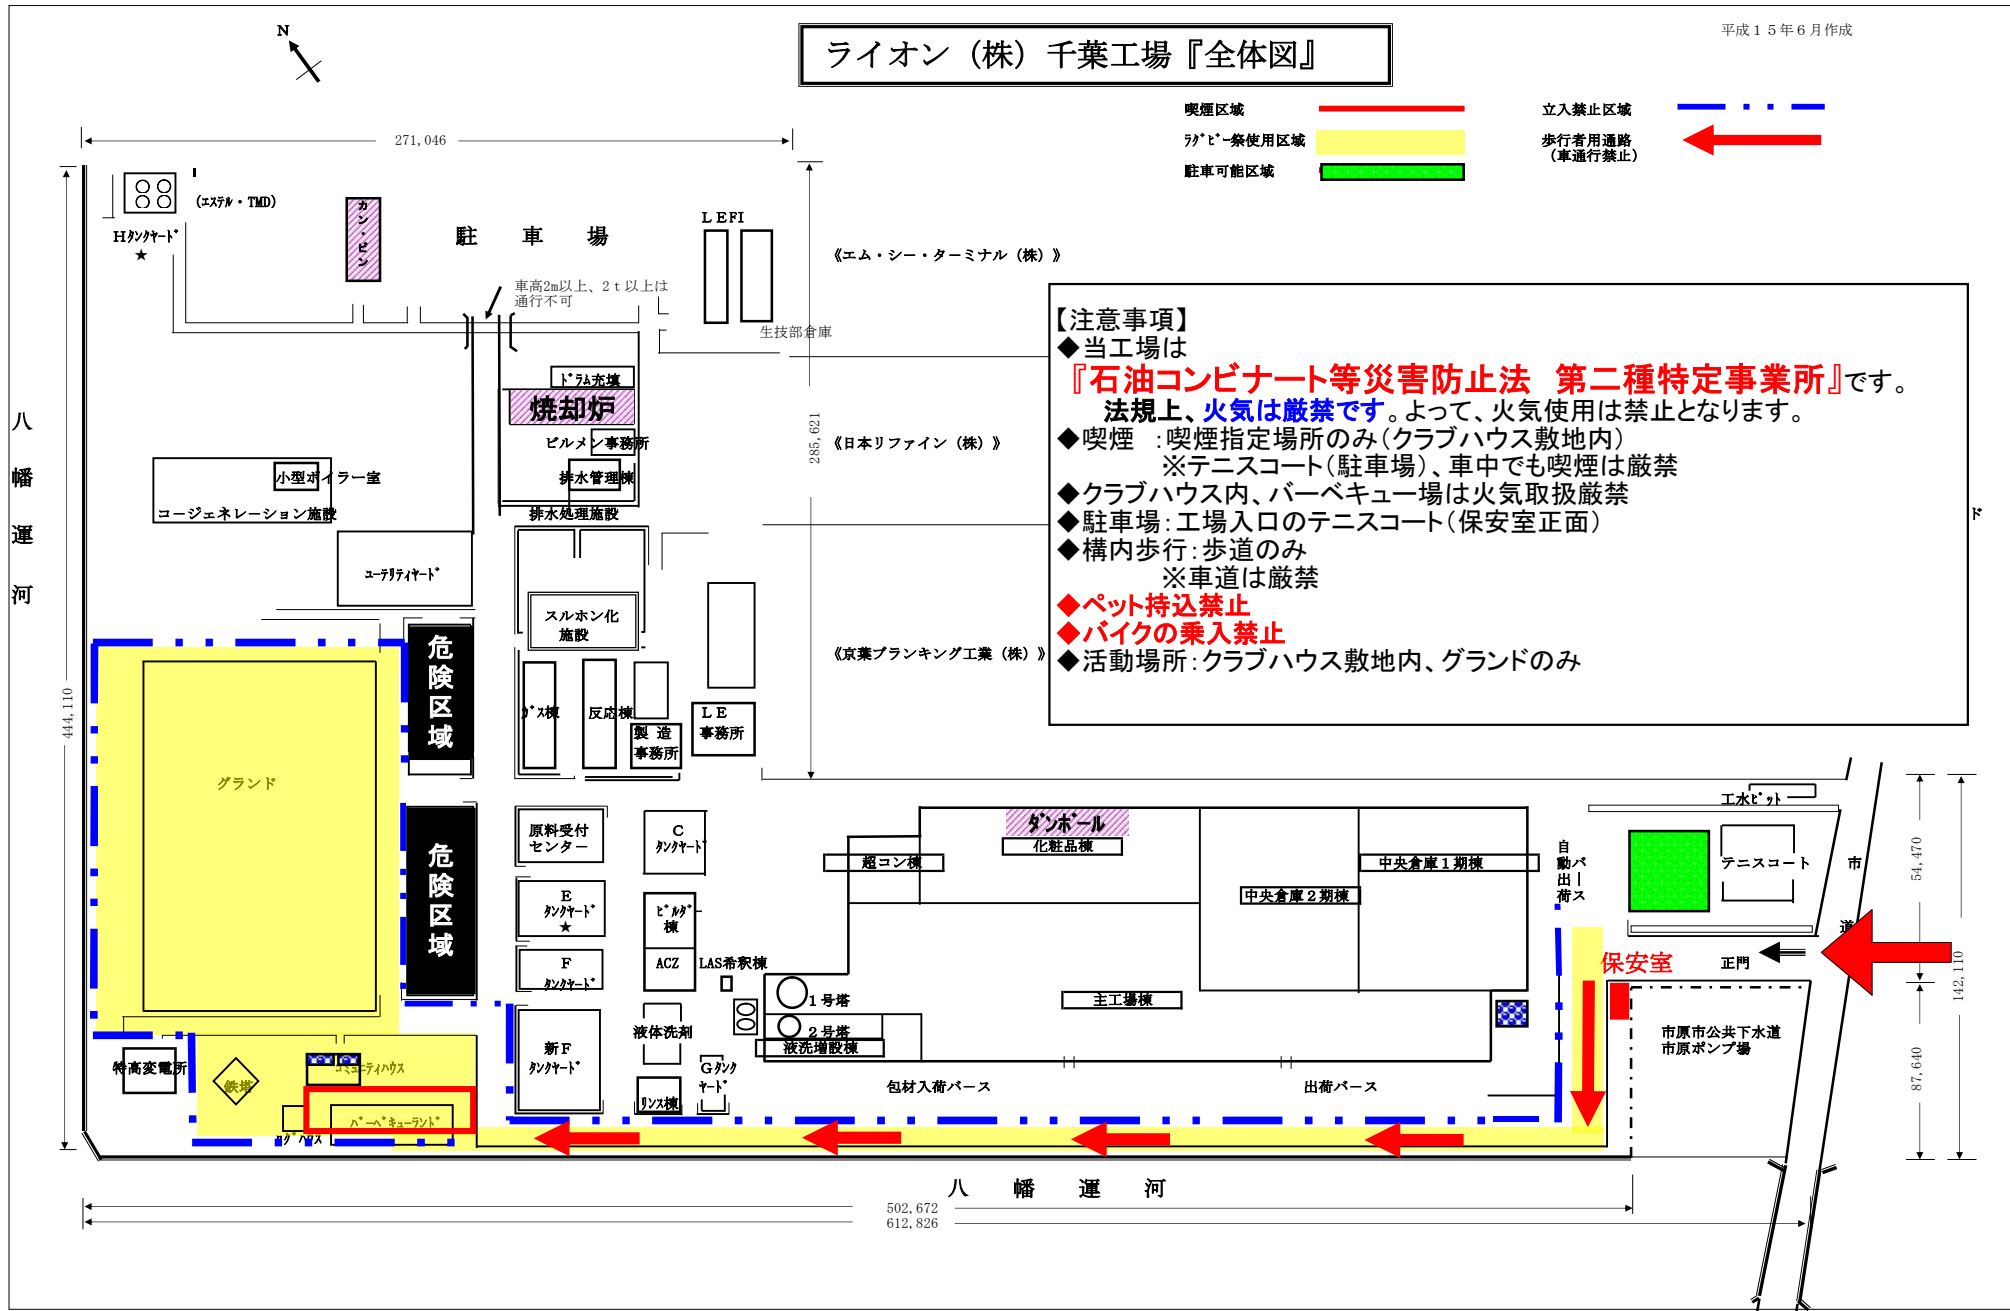 N
ライオン（株）千葉工場『全体図』
平成１５年６月作成
喫煙区域
ﾗｸﾞﾋﾞｰ祭使用区域
駐車可能区域
立入禁止区域
歩行者用通路
（車通行禁止）
271,046
(ｴｽﾃﾙ・TMD)
Hﾀﾝｸﾔｰﾄﾞ
★
カン・ビン
駐　車　場
ＬEFI
《エム・シー・ターミナル（株）》
車高2m以上、2ｔ以上は
通行不可
生技部倉庫
【注意事項】
◆当工場は
『石油コンビナート等災害防止法　第二種特定事業所』です。
法規上、火気は厳禁です。よって、火気使用は禁止となります。
◆喫煙　：喫煙指定場所のみ（クラブハウス敷地内）
※テニスコート（駐車場）、車中でも喫煙は厳禁
◆クラブハウス内、バーベキュー場は火気取扱厳禁
◆駐車場：工場入口のテニスコート（保安室正面）
◆構内歩行：歩道のみ
※車道は厳禁
◆ペット持込禁止
◆バイクの乗入禁止
◆活動場所：クラブハウス敷地内、グランドのみ
ﾄﾞﾗﾑ充填
焼却炉
ビルメン事務所
排水管理棟
排水処理施設
285,621
《日本リファイン（株）》
ド
八幡運河
小型ボイラー室
コージェネレーション施設
ﾕｰﾃﾘﾃｨﾔｰﾄﾞ
スルホン化
施設
《京葉ブランキング工業（株）》
444,110
危険区域
ｶﾞｽ棟
反応棟
製 造
事務所
ＬＥ
事務所
グランド
危険区域
原料受付
センター
C
ﾀﾝｸﾔｰﾄﾞ
超コン棟
ダﾝﾎﾞｰﾙ
化粧品棟
中央倉庫２期棟
中央倉庫１期棟
自動バ
出｜
荷ス
工水ﾋﾟｯﾄ
テニスコート
市
道
54,470
142,110
E
ﾀﾝｸﾔｰﾄﾞ
★
ﾋﾞﾙﾀﾞｰ
棟
F
ﾀﾝｸﾔｰﾄﾞ
ACZ
LAS希釈棟
保安室
正門
１号塔
２号塔
主工場棟
液体洗剤
液洗増設棟
新F
ﾀﾝｸﾔｰﾄﾞ
Gﾀﾝｸ
ﾔｰﾄﾞ
ﾘﾝｽ棟
包材入荷バース
出荷バース
市原市公共下水道
市原ポンプ場
87,640
特高変電所
鉄塔
ｺﾐｭﾆﾃｨﾊｳｽ
ﾊﾞｰﾍﾞｷｭｰﾗﾝﾄﾞ
ﾛｸﾞﾊｳｽ
八　幡　運　河
502,672
612,826